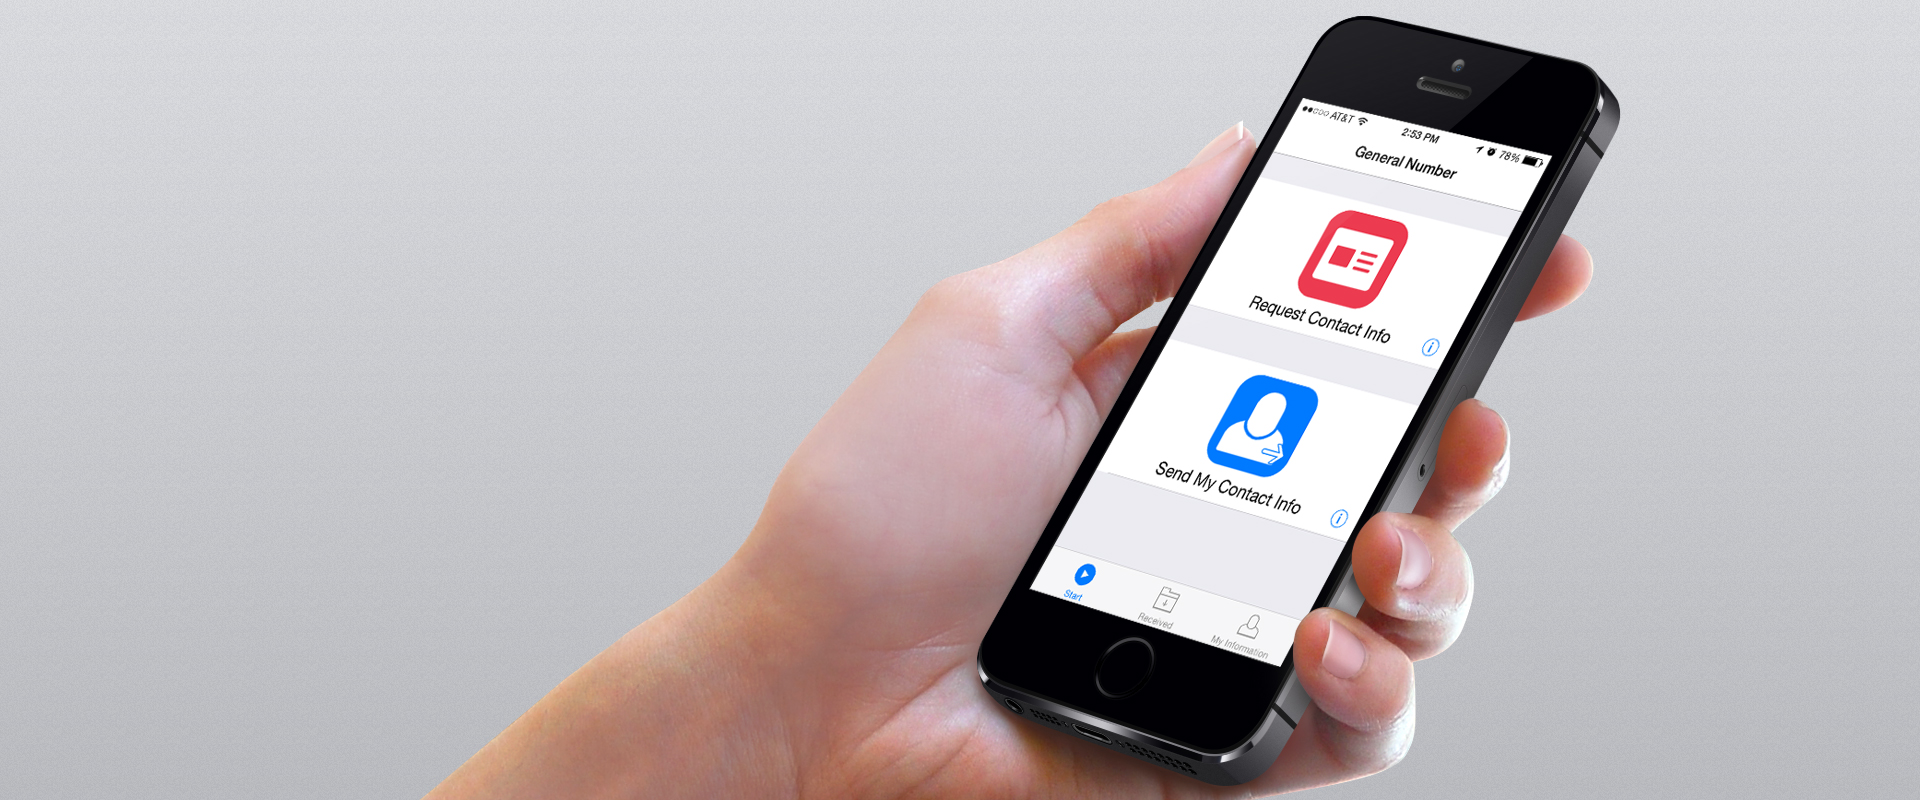 AT&T
2:53 PM
78%
General Number
Request Contact Info
Send My Contact Info
Start
Received
My Information